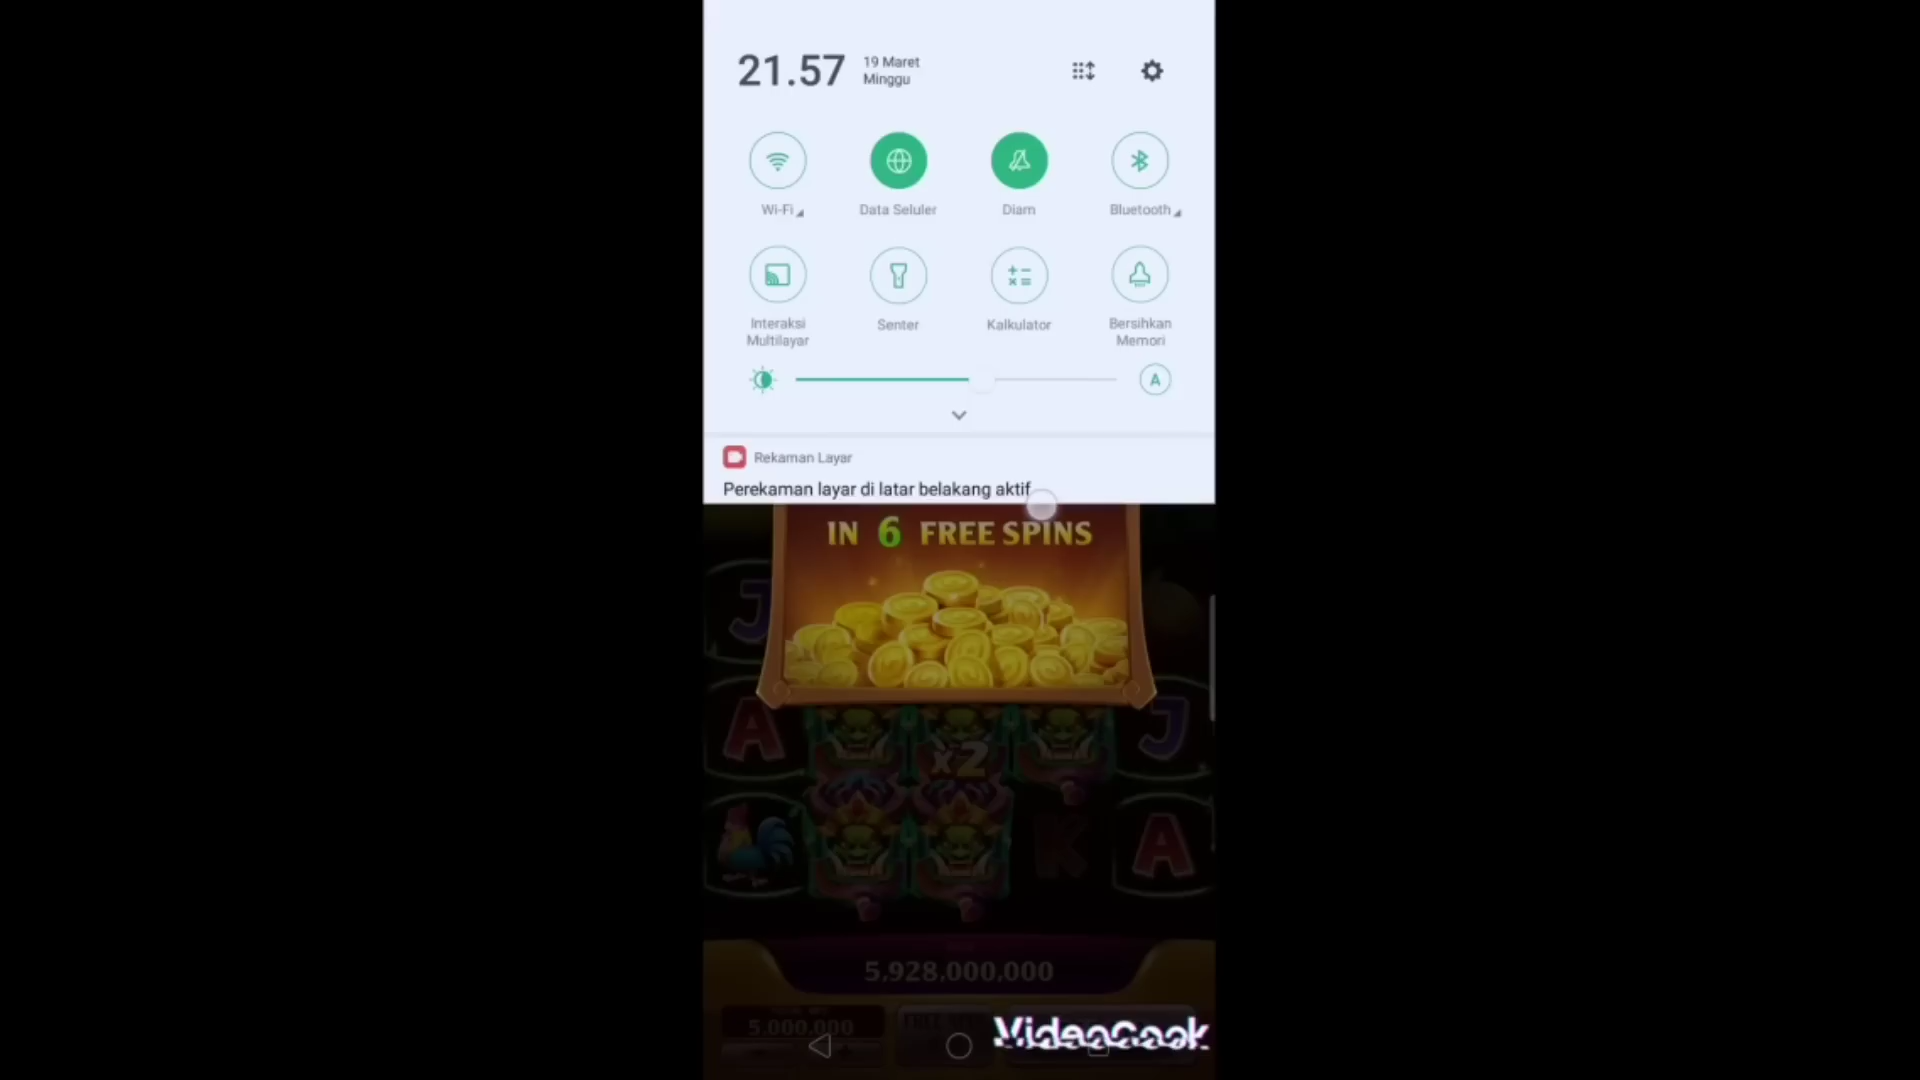 21.57
19 Maret
Minggu
Wi-Fi
Data Seluler
Diam
Bluetooth
Interaksi
Multilayar
Senter
Kalkulator
Bersihkan
Memori
A
Rekaman Layar
Perekaman layar di latar belakang aktif
IN 6 FREE SPINS
J
A
x2
J
K
A
5,928,000,000
5,000,000
VideoCook